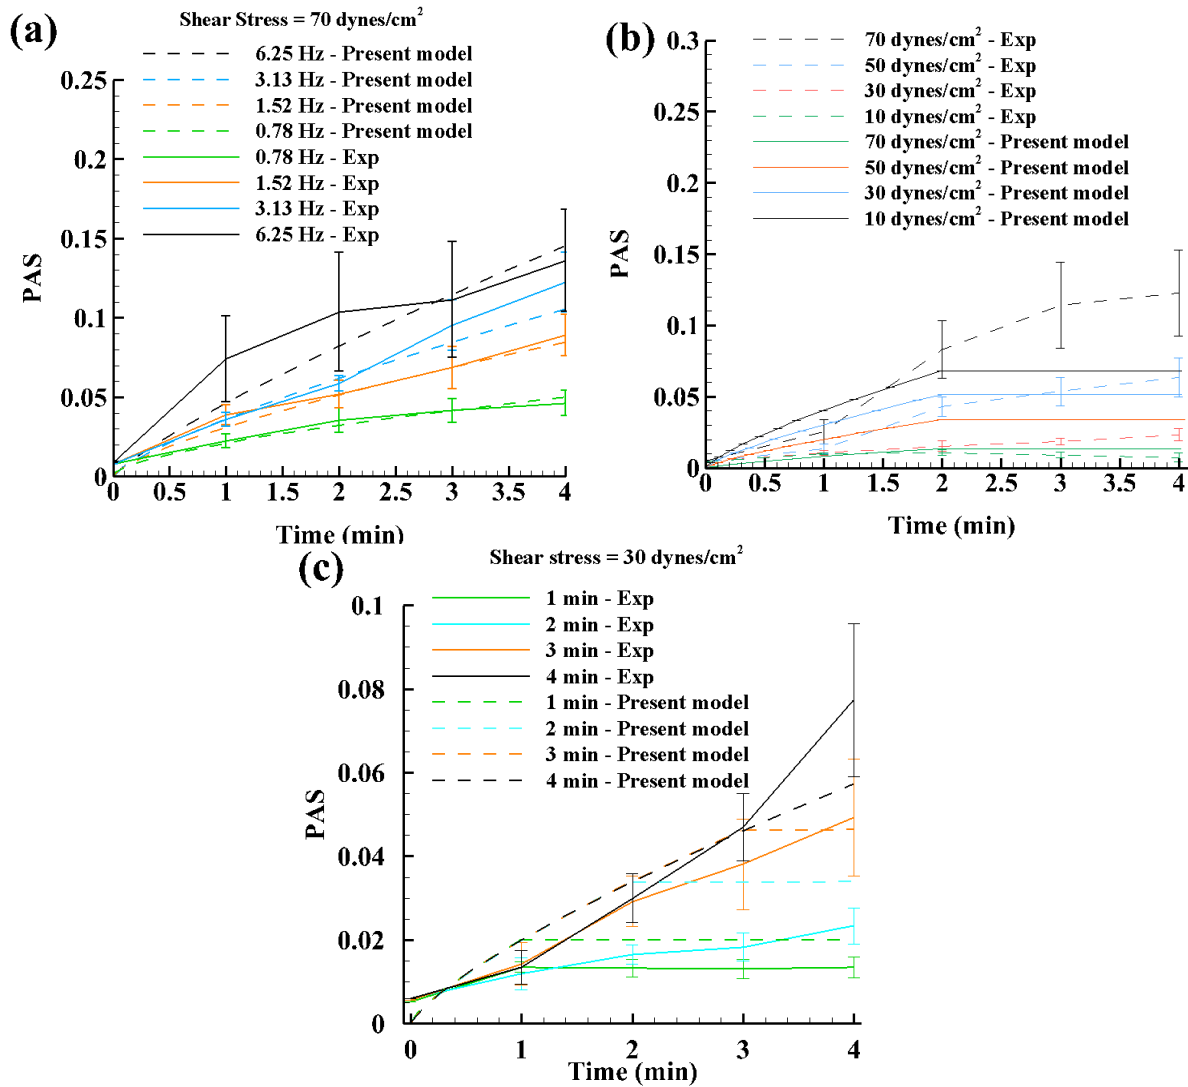 (a)
Shear Stress = 70 dynes/cm²
6.25 Hz - Present model
3.13 Hz - Present model
1.52 Hz - Present model
0.78 Hz - Present model
0.78 Hz - Exp
1.52 Hz - Exp
3.13 Hz - Exp
6.25 Hz - Exp
0.25
0.2
0.15
0.1
0.05
0
PAS
0 0.5 1 1.5 2 2.5 3 3.5 4
Time (min)
(b)
70 dynes/cm² - Exp
50 dynes/cm² - Exp
30 dynes/cm² - Exp
10 dynes/cm² - Exp
70 dynes/cm² - Present model
50 dynes/cm² - Present model
30 dynes/cm² - Present model
10 dynes/cm² - Present model
0.3
0.25
0.2
0.15
0.1
0.05
0
PAS
0 0.5 1 1.5 2 2.5 3 3.5 4
Time (min)
(c)
Shear stress = 30 dynes/cm²
1 min - Exp
2 min - Exp
3 min - Exp
4 min - Exp
1 min - Present model
2 min - Present model
3 min - Present model
4 min - Present model
0.1
0.08
0.06
0.04
0.02
0
PAS
0 1 2 3 4
Time (min)